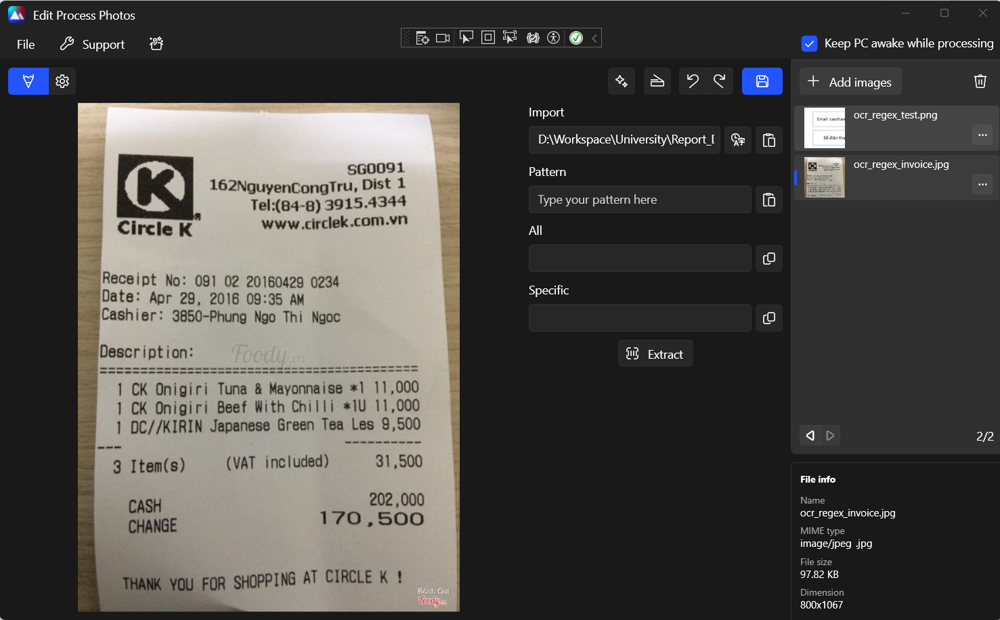 Edit Process Photos
File
Support
Keep PC awake while processing
Add images
ocr_regex_test.png
Email: caothan
Số điện tho
ocr_regex_invoice.jpg
2/2
File info
Name
ocr_regex_invoice.jpg
MIME type
image/jpeg .jpg
File size
97.82 KB
Dimension
800x1067
Import
D:\Workspace\University\Report_
Pattern
Type your pattern here
All
Specific
Extract
K
Circle K
SG0091
162NguyenCongTru, Dist 1
Tel:(84-8) 3915.4344
www.circlek.com.vn
Receipt No: 091 02 20160429 0234
Date: Apr 29, 2016 09:35 AM
Cashier: 3850-Phung Ngo Thi Ngoc
Description:
Foody.vn
==========================================
1 CK Onigiri Tuna & Mayonnaise *1 11,000
1 CK Onigiri Beef With Chilli *1U 11,000
1 DC//KIRIN Japanese Green Tea Les 9,500
--- ----------
3 Item(s) (VAT included) 31,500
CASH 202,000
CHANGE 170,500
THANK YOU FOR SHOPPING AT CIRCLE K !
Bánh Qui
Foody.vn